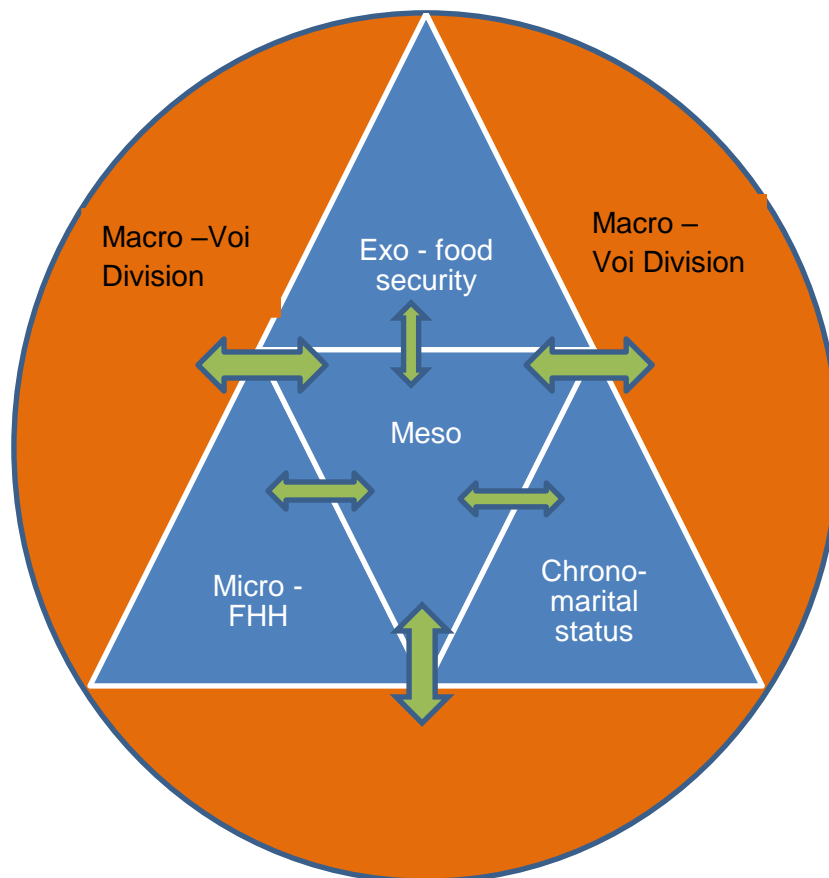 Macro –Voi
Division
Macro –
Voi Division
Exo - food
security
Meso
Micro -
FHH
Chrono-
marital
status